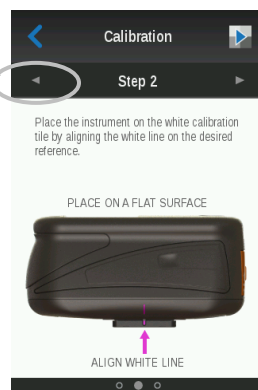 Calibration
Step 2
Place the instrument on the white calibration
tile by aligning the white line on the desired
reference.
PLACE ON A FLAT SURFACE
ALIGN WHITE LINE